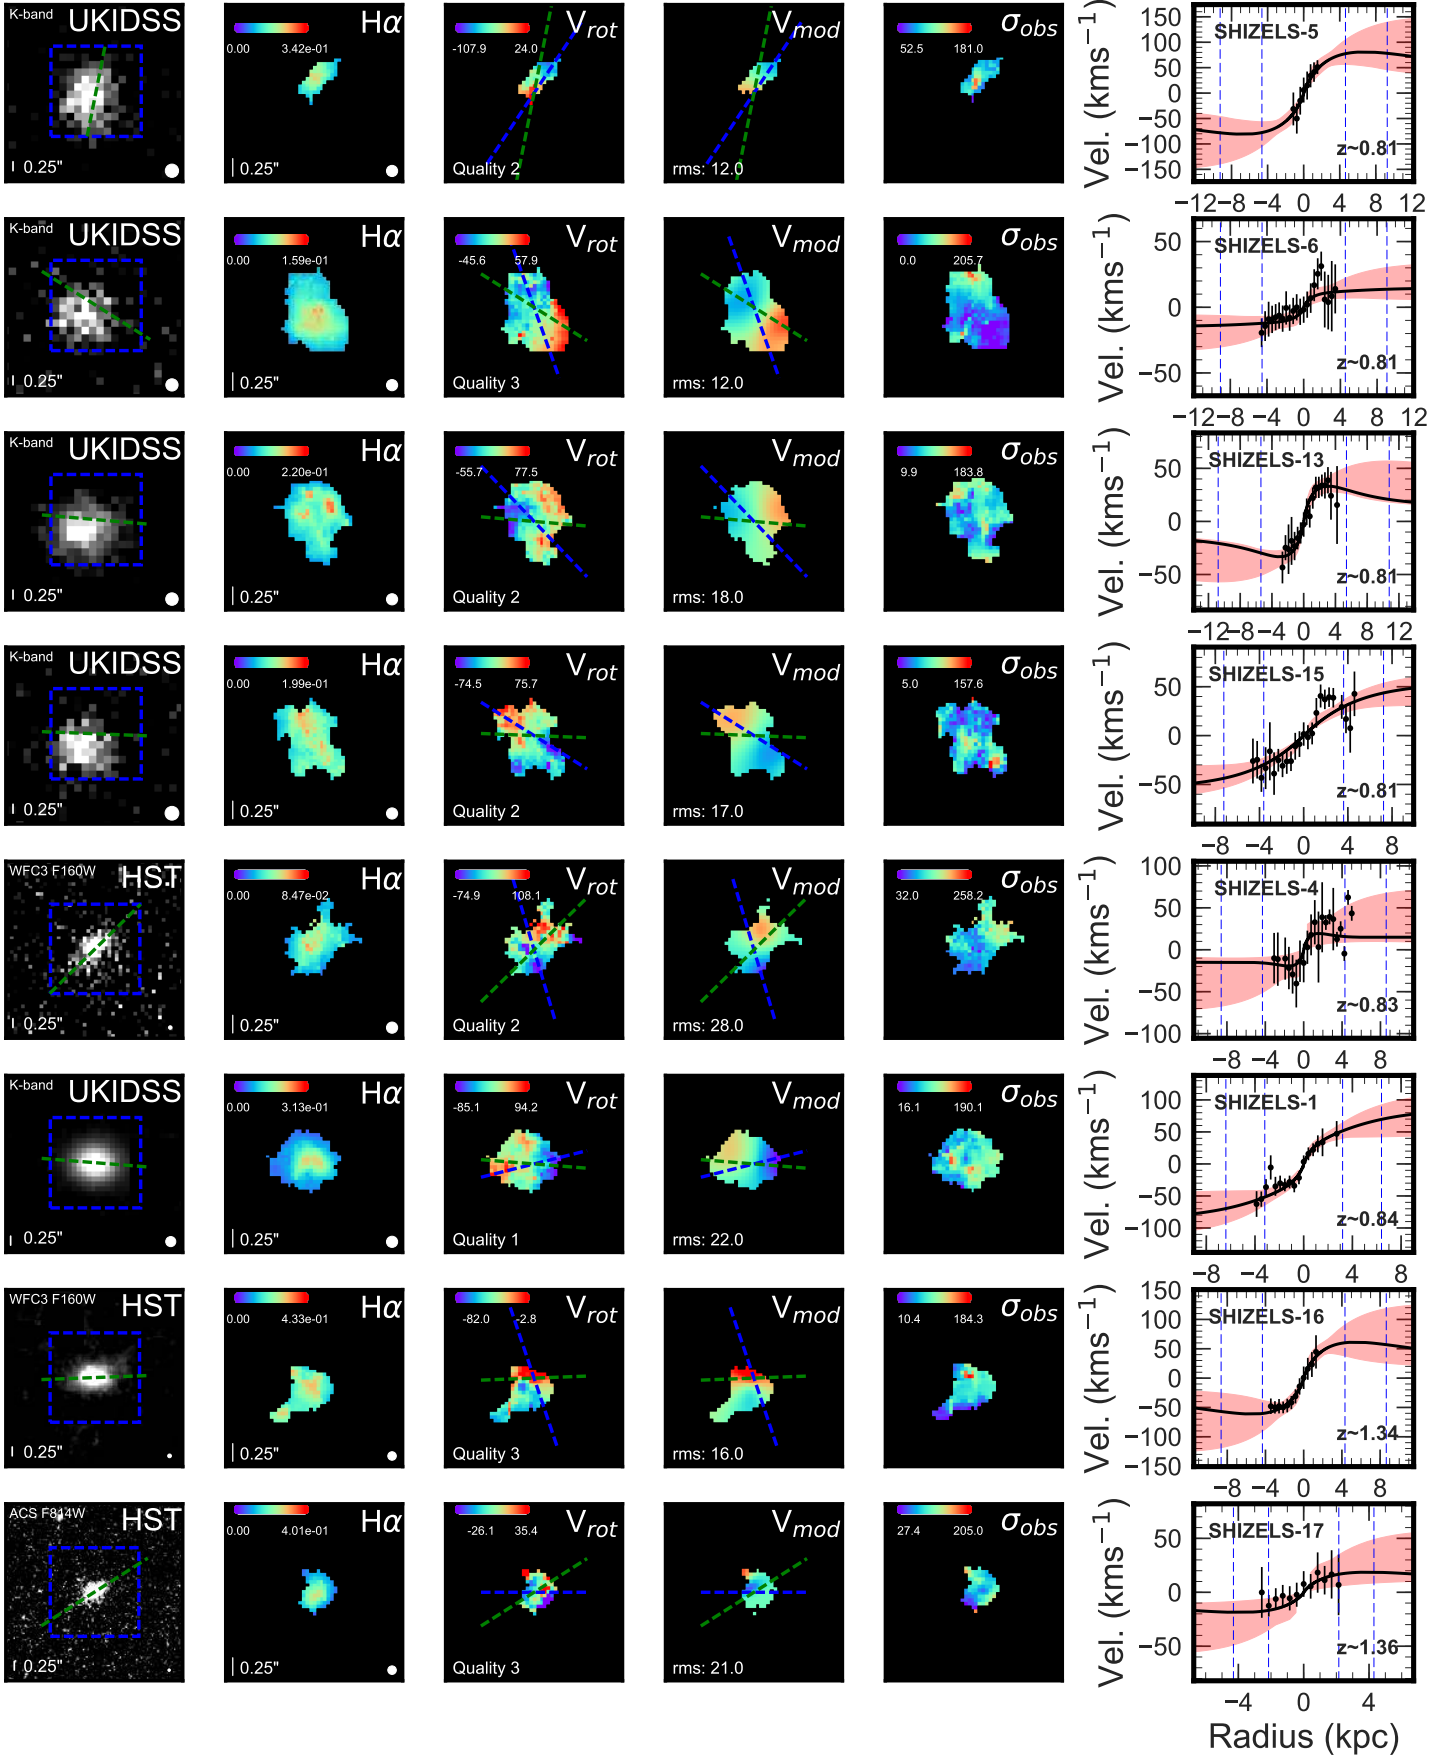 K-band UKIDSS
0.25"
Hα
0.00 3.42e-01
0.25"
V_rot
-107.9 24.0
Quality 2
V_mod
rms: 12.0
σ_obs
52.5 181.0
SHIZELS-5
z~0.81
Vel. (kms⁻¹)
150
100
50
0
−50
−100
−150
−12 −8 −4 0 4 8 12
K-band UKIDSS
0.25"
Hα
0.00 1.59e-01
0.25"
V_rot
-45.6 57.9
Quality 3
V_mod
rms: 12.0
σ_obs
0.0 205.7
SHIZELS-6
z~0.81
Vel. (kms⁻¹)
50
0
−50
−12 −8 −4 0 4 8 12
K-band UKIDSS
0.25"
Hα
0.00 2.20e-01
0.25"
V_rot
-55.7 77.5
Quality 2
V_mod
rms: 18.0
σ_obs
9.9 183.8
SHIZELS-13
z~0.81
Vel. (kms⁻¹)
50
0
−50
−12 −8 −4 0 4 8 12
K-band UKIDSS
0.25"
Hα
0.00 1.99e-01
0.25"
V_rot
-74.5 75.7
Quality 2
V_mod
rms: 17.0
σ_obs
5.0 157.6
SHIZELS-15
z~0.81
Vel. (kms⁻¹)
50
0
−50
−8 −4 0 4 8
WFC3 F160W HST
0.25"
Hα
0.00 8.47e-02
0.25"
V_rot
-74.9 108.1
Quality 2
V_mod
rms: 28.0
σ_obs
32.0 258.2
SHIZELS-4
z~0.83
Vel. (kms⁻¹)
100
50
0
−50
−100
−8 −4 0 4 8
K-band UKIDSS
0.25"
Hα
0.00 3.13e-01
0.25"
V_rot
-85.1 94.2
Quality 1
V_mod
rms: 22.0
σ_obs
16.1 190.1
SHIZELS-1
z~0.84
Vel. (kms⁻¹)
100
50
0
−50
−100
−8 −4 0 4 8
WFC3 F160W HST
0.25"
Hα
0.00 4.33e-01
0.25"
V_rot
-82.0 -2.8
Quality 3
V_mod
rms: 16.0
σ_obs
10.4 184.3
SHIZELS-16
z~1.34
Vel. (kms⁻¹)
150
100
50
0
−50
−100
−150
−8 −4 0 4 8
ACS F814W HST
0.25"
Hα
0.00 4.01e-01
0.25"
V_rot
-26.1 35.4
Quality 3
V_mod
rms: 21.0
σ_obs
27.4 205.0
SHIZELS-17
z~1.36
Vel. (kms⁻¹)
50
0
−50
−4 0 4
Radius (kpc)